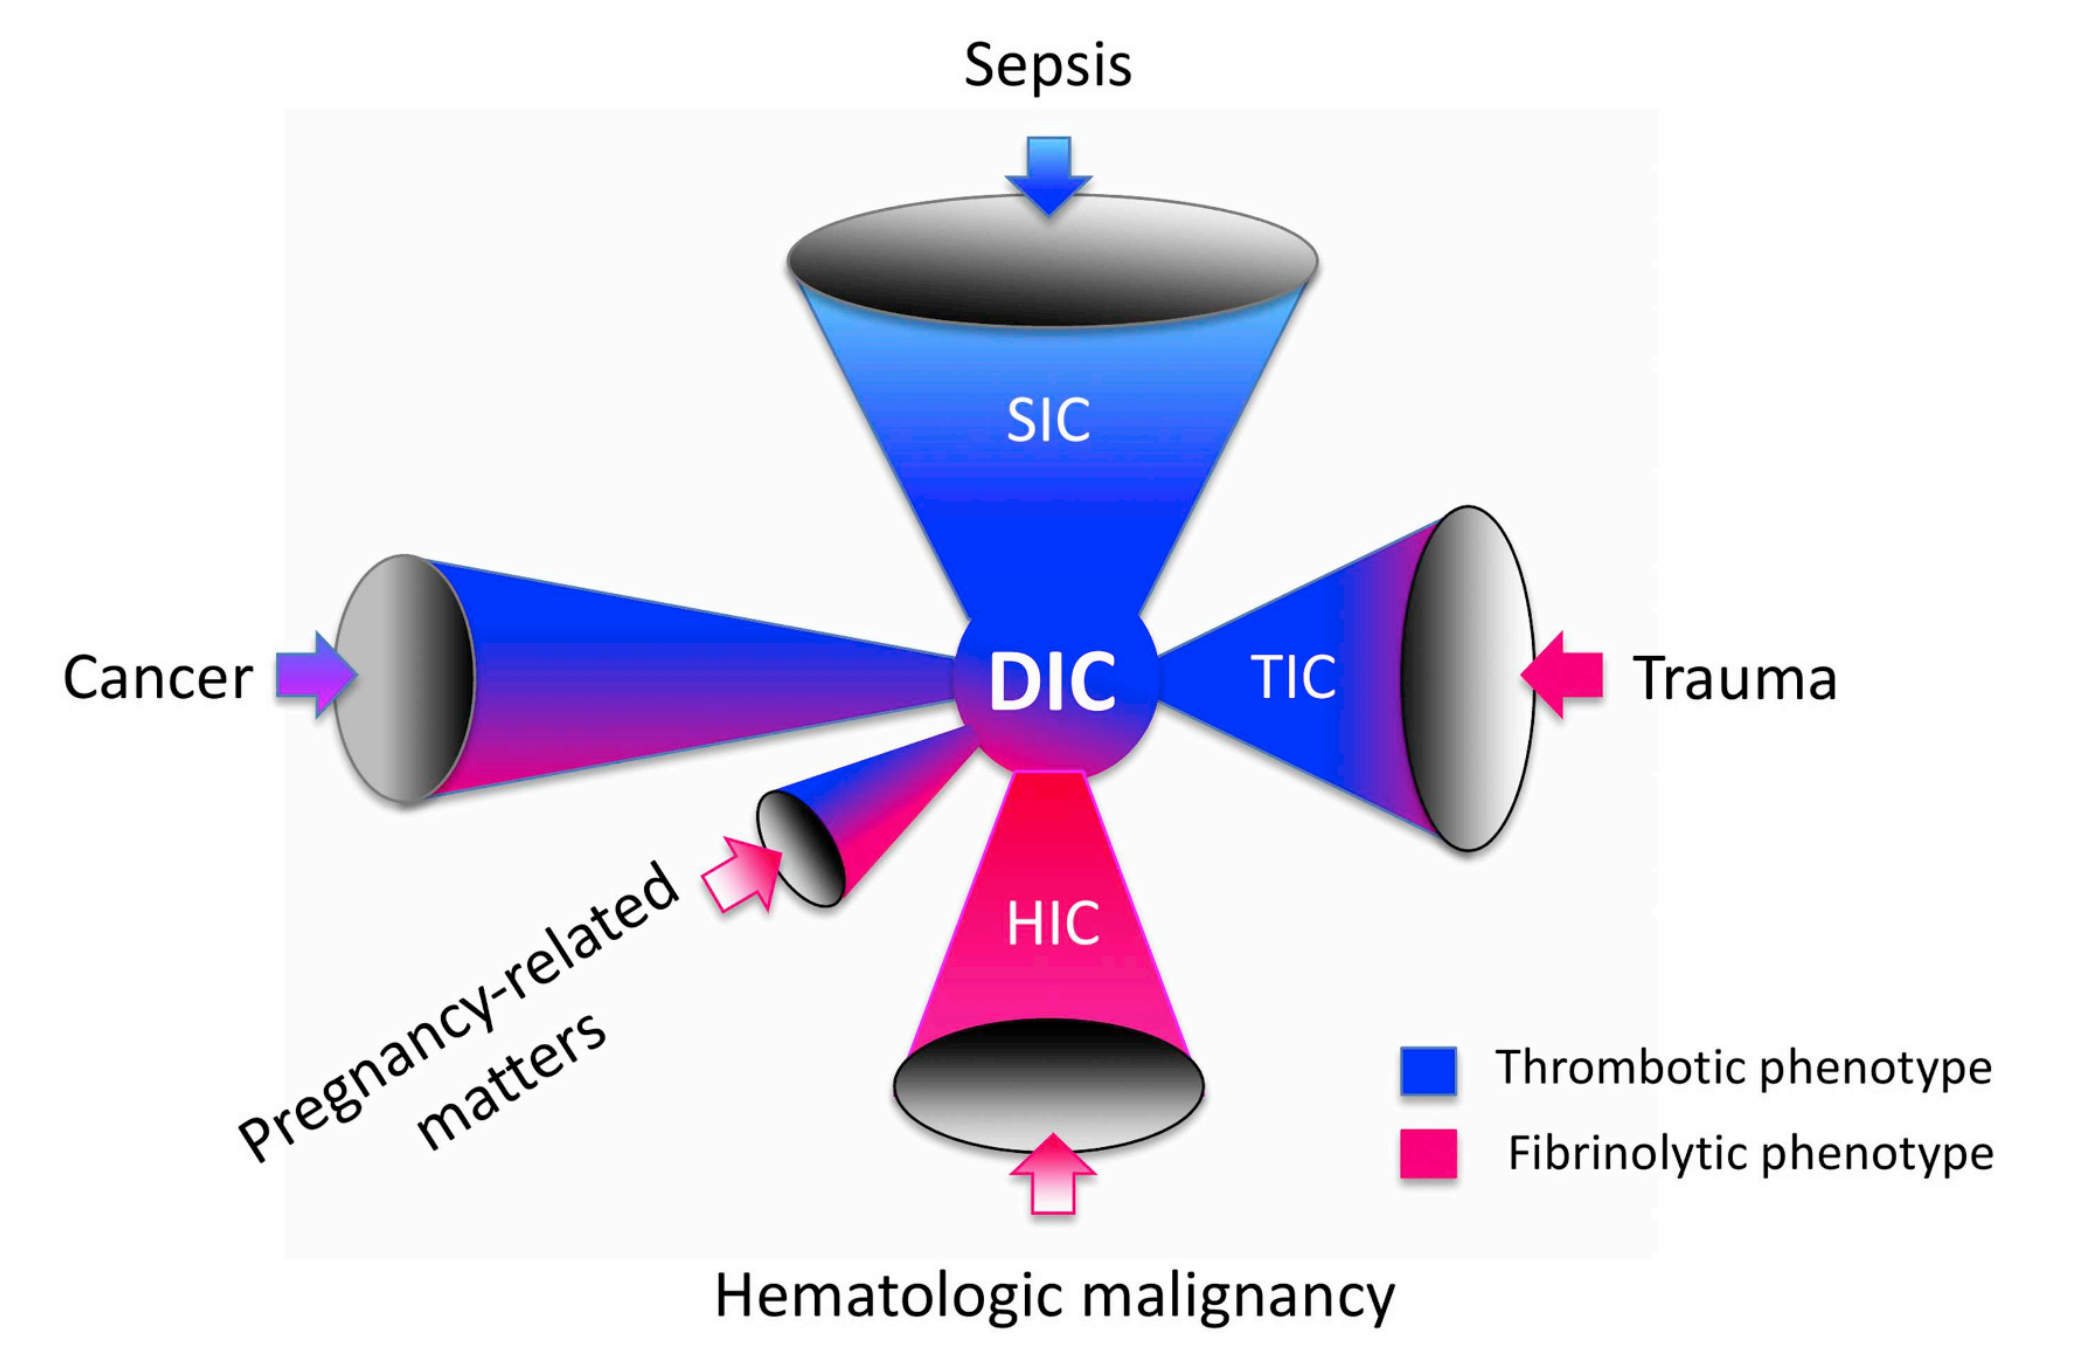 Sepsis
SIC
Cancer
DIC
TIC
Trauma
Pregnancy-related
matters
HIC
Thrombotic phenotype
Fibrinolytic phenotype
Hematologic malignancy